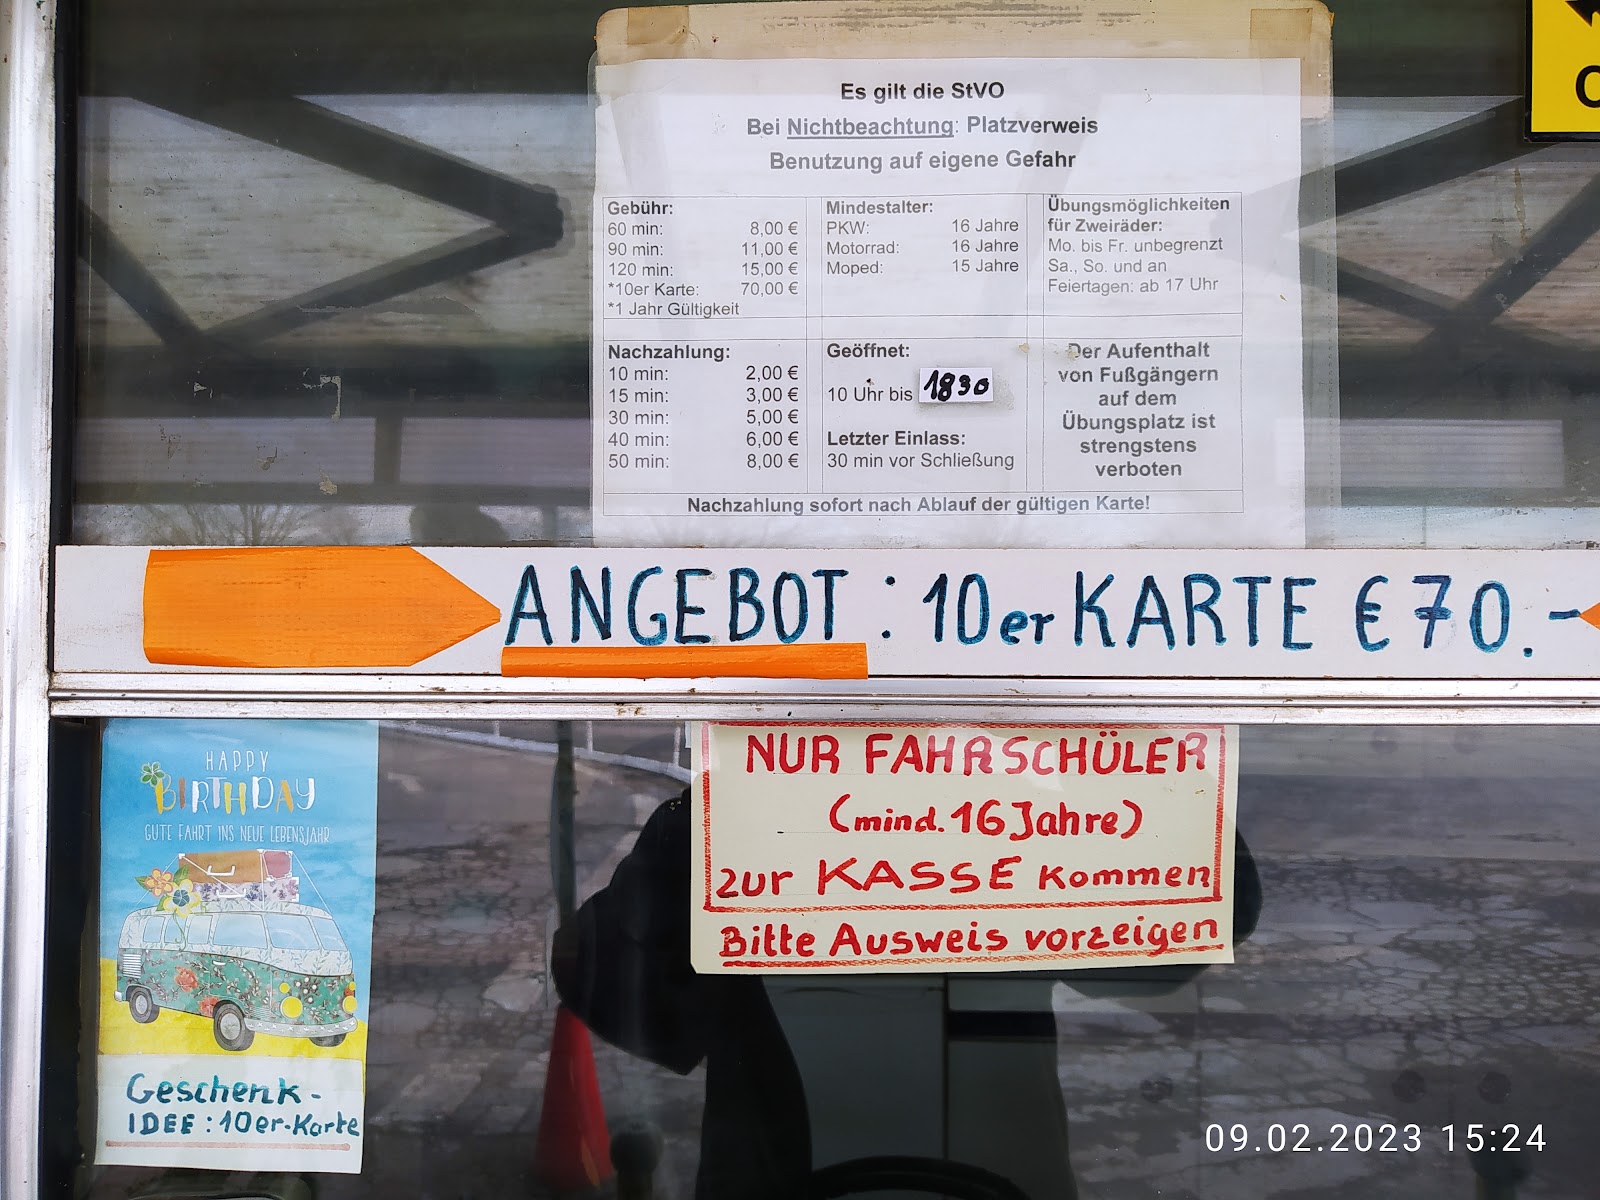 Es gilt die StVO
Bei Nichtbeachtung: Platzverweis
Benutzung auf eigene Gefahr
Gebühr:
60 min: 8,00 €
90 min: 11,00 €
120 min: 15,00 €
*10er Karte: 70,00 €
*1 Jahr Gültigkeit
Mindestalter:
PKW: 16 Jahre
Motorrad: 16 Jahre
Moped: 15 Jahre
Übungsmöglichkeiten
für Zweiräder:
Mo. bis Fr. unbegrenzt
Sa., So. und an
Feiertagen: ab 17 Uhr
Nachzahlung:
10 min: 2,00 €
15 min: 3,00 €
30 min: 5,00 €
40 min: 6,00 €
50 min: 8,00 €
Geöffnet:
10 Uhr bis 1830
Letzter Einlass:
30 min vor Schließung
Der Aufenthalt
von Fußgängern
auf dem
Übungsplatz ist
strengstens
verboten
Nachzahlung sofort nach Ablauf der gültigen Karte!
ANGEBOT : 10er KARTE € 70.-
HAPPY
BIRTHDAY
GUTE FAHRT INS NEUE LEBENSJAHR
Geschenk-
IDEE : 10er-Karte
NUR FAHRSCHÜLER
(mind. 16 Jahre)
zur KASSE kommen
Bitte Ausweis vorzeigen
09.02.2023 15:24